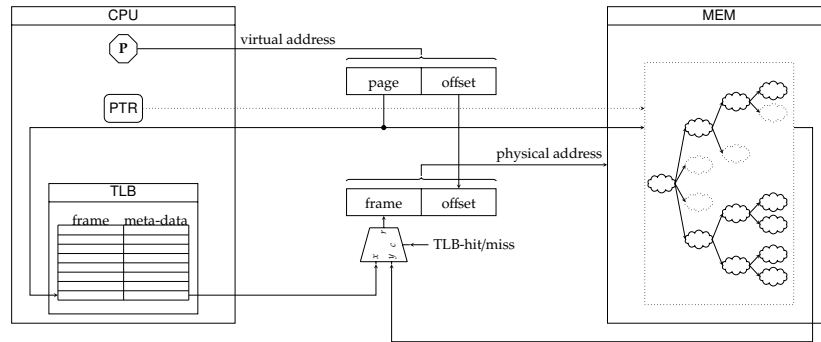 CPU
MEM
P
virtual address
page
offset
PTR
physical address
TLB
frame
meta-data
frame
offset
r
x
y
c
TLB-hit/miss